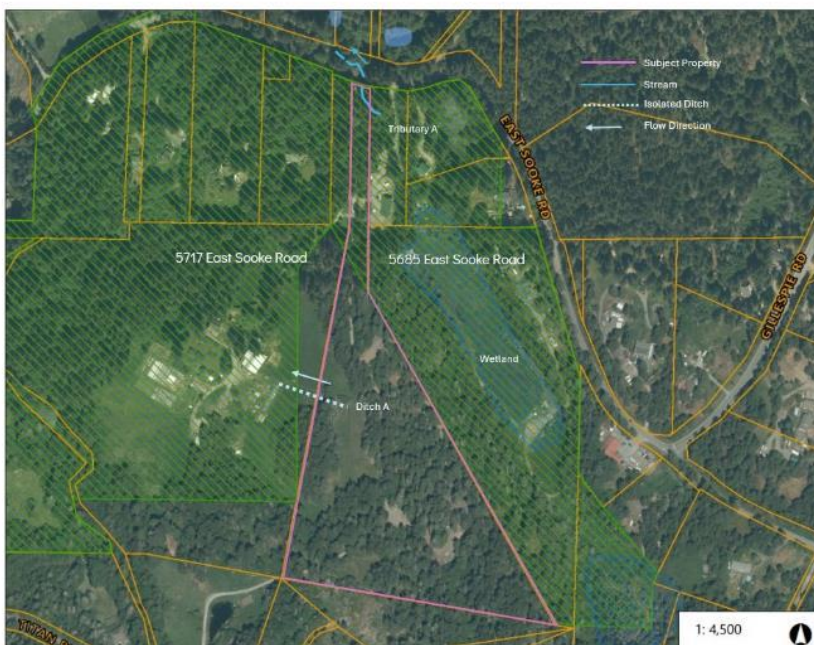 Subject Property
Stream
Isolated Ditch
Flow Direction
Tributary A
EAST SOOKE RD
5717 East Sooke Road
5685 East Sooke Road
GILLESPIE RD
Wetland
Ditch A
TITAN
1: 4,500